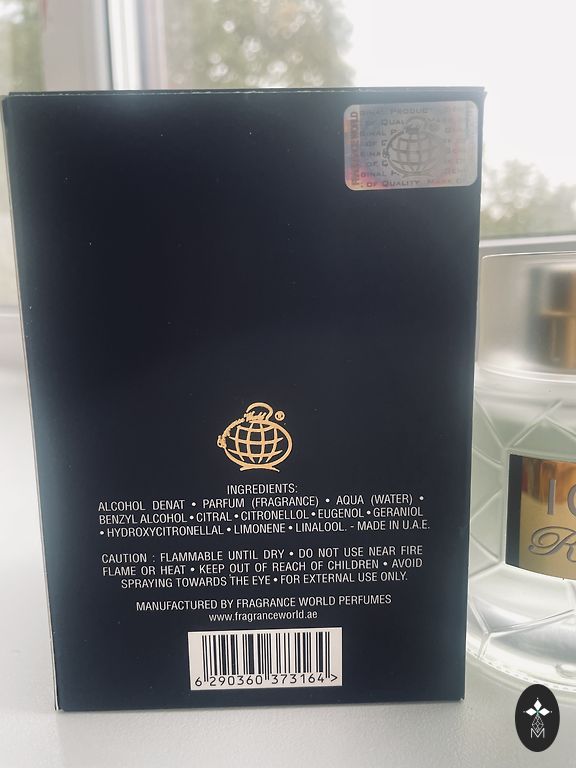 FRAGRANCE WORLD
INGREDIENTS:
ALCOHOL DENAT • PARFUM (FRAGRANCE) • AQUA (WATER) •
BENZYL ALCOHOL • CITRAL • CITRONELLOL • EUGENOL • GERANIOL
• HYDROXYCITRONELLAL • LIMONENE • LINALOOL. - MADE IN U.A.E.
CAUTION : FLAMMABLE UNTIL DRY • DO NOT USE NEAR FIRE
FLAME OR HEAT • KEEP OUT OF REACH OF CHILDREN • AVOID
SPRAYING TOWARDS THE EYE • FOR EXTERNAL USE ONLY.
MANUFACTURED BY FRAGRANCE WORLD PERFUMES
www.fragranceworld.ae
6 290360 373164 >